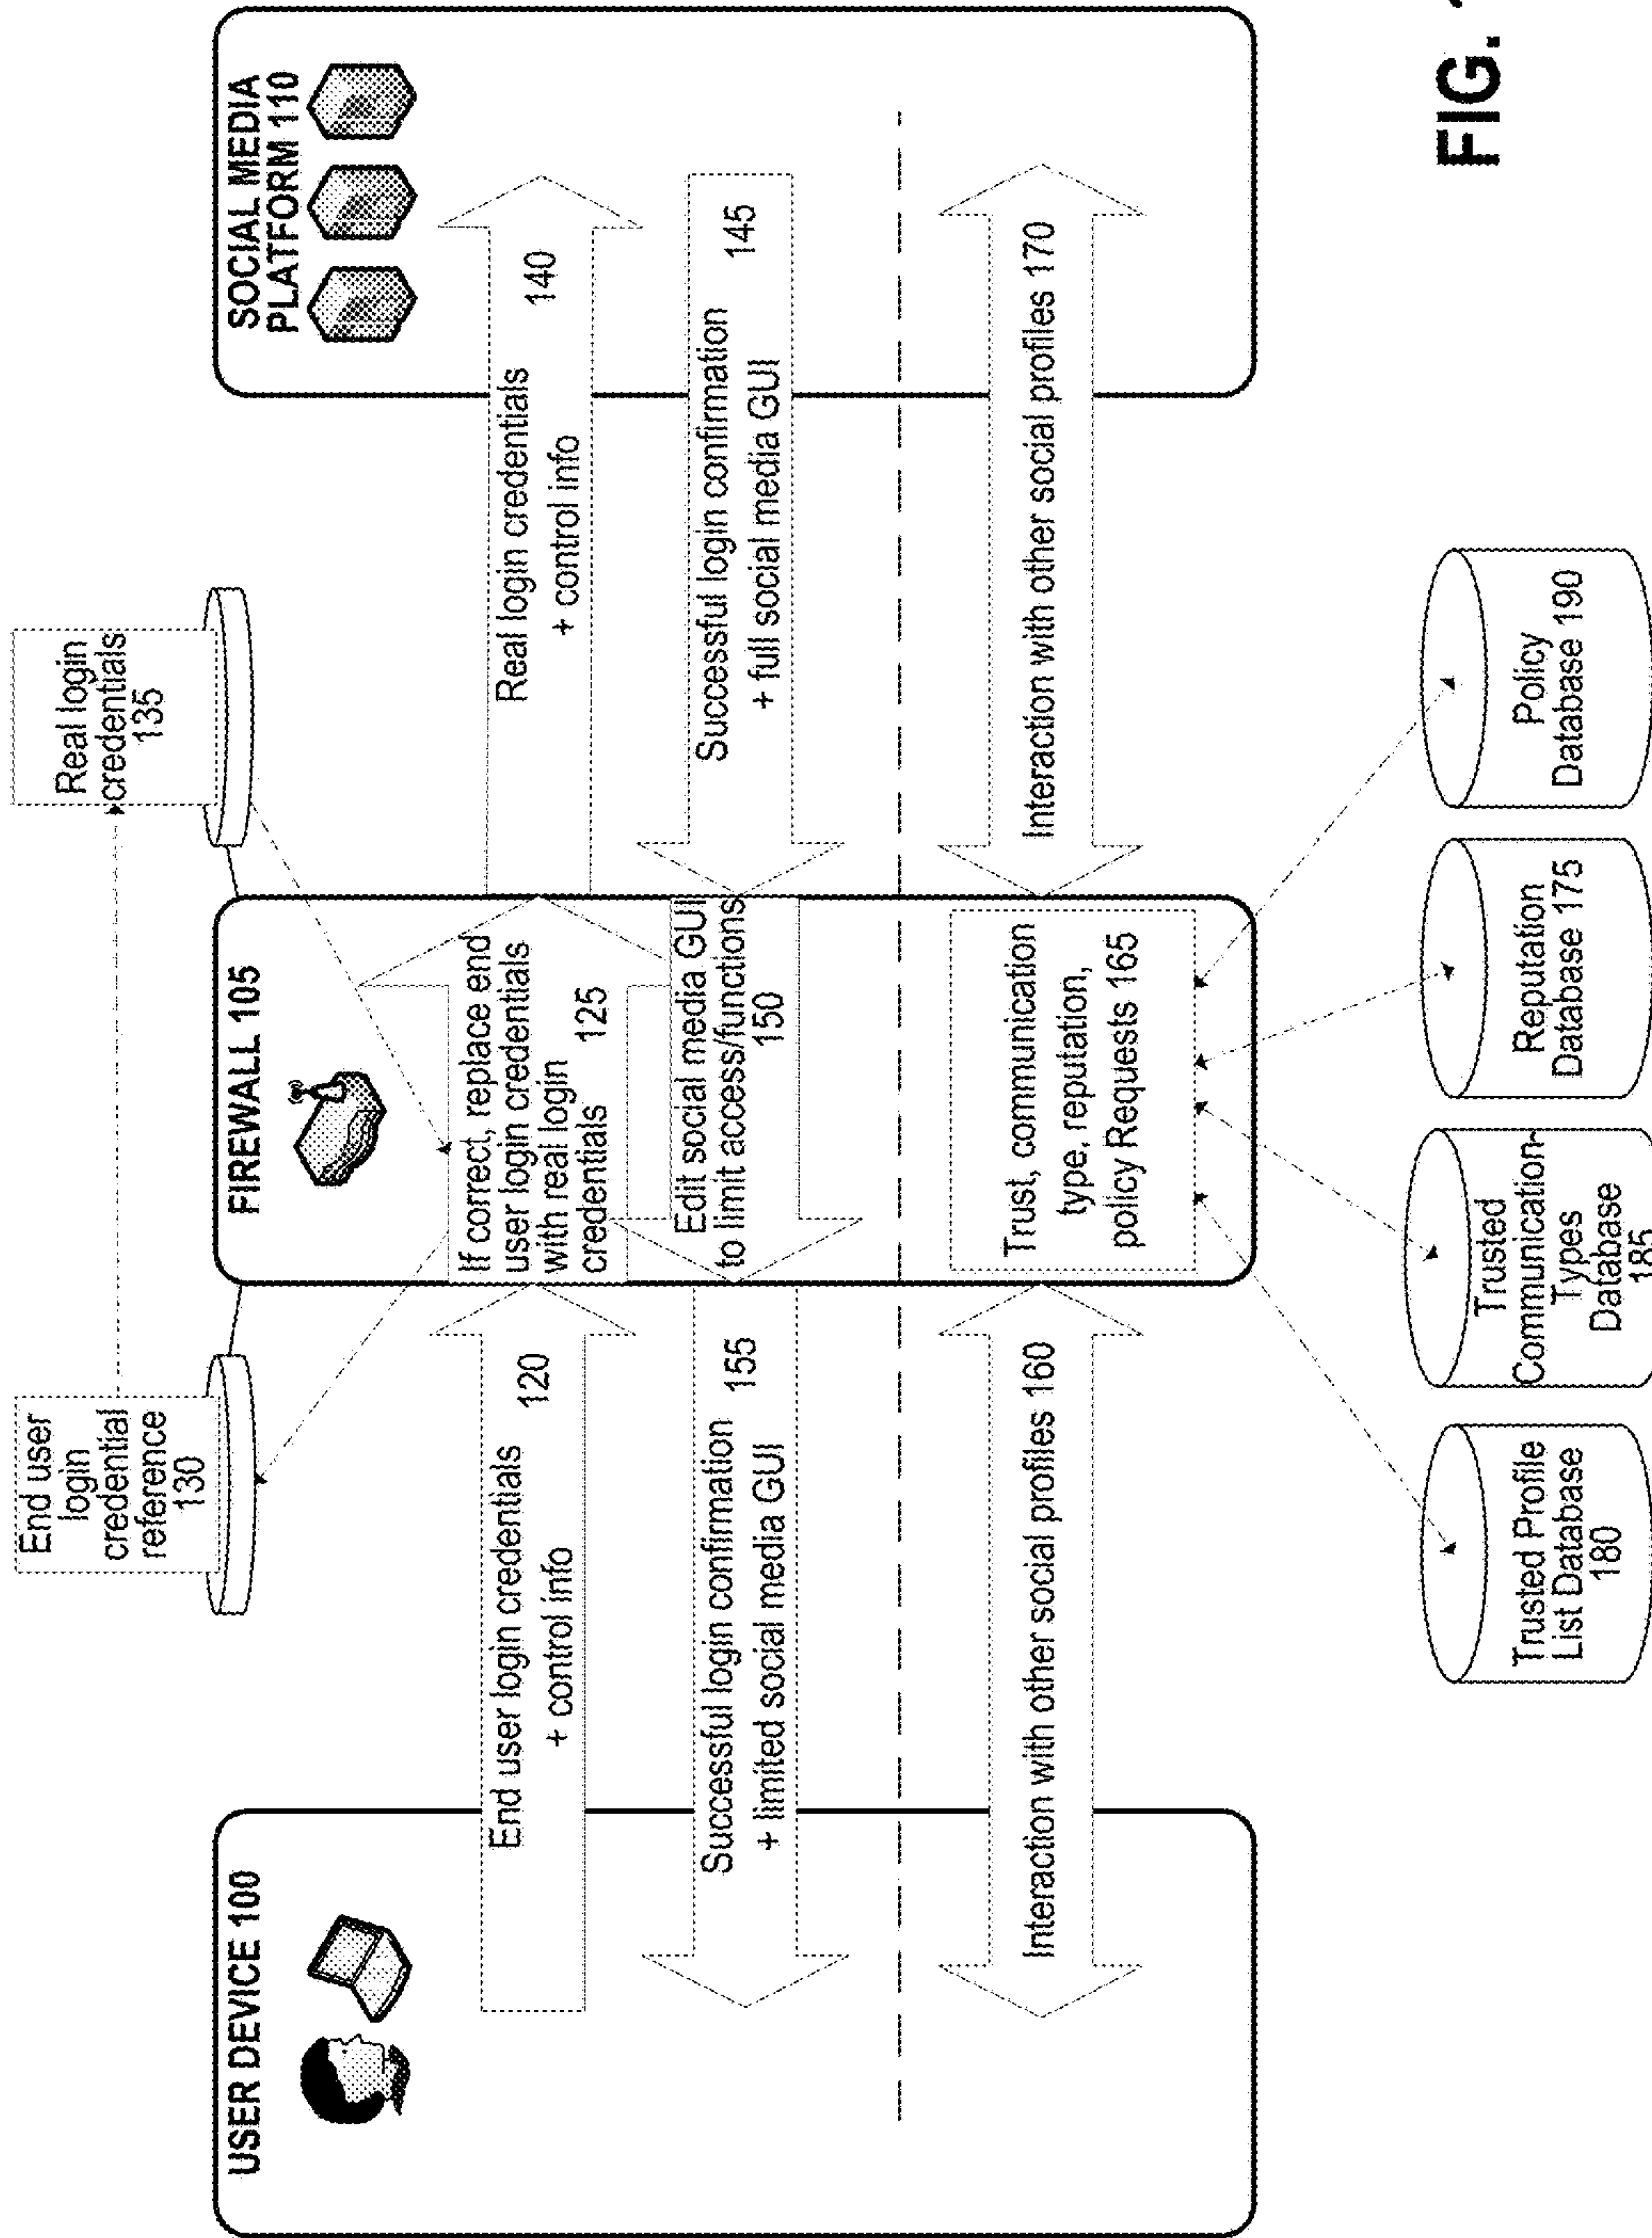 End user
login
credential
reference
130
Real login
credentials
135
USER DEVICE 100
FIREWALL 105
SOCIAL MEDIA
PLATFORM 110
End user login credentials 120
+ control info
If correct, replace end
user login credentials
with real login
credentials 125
Real login credentials
+ control info 140
Successful login confirmation 155
+ limited social media GUI
Edit social media GUI
to limit access/functions
150
Successful login confirmation 145
+ full social media GUI
Interaction with other social profiles 160
Trust, communication
type, reputation,
policy Requests 165
Interaction with other social profiles 170
Trusted Profile
List Database
180
Trusted
Communication-
Types
Database
185
Reputation
Database 175
Policy
Database 190
FIG.